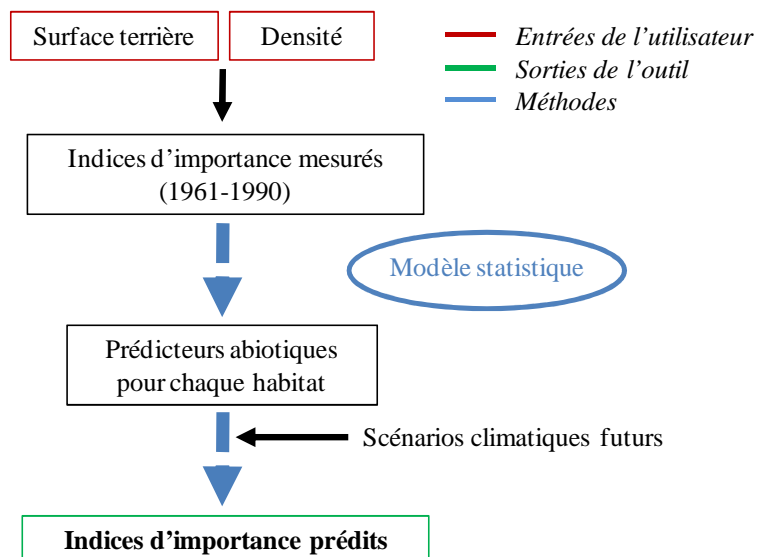 Surface terrière
Densité
Entrées de l'utilisateur
Sorties de l'outil
Méthodes
Indices d'importance mesurés
(1961-1990)
Modèle statistique
Prédicteurs abiotiques
pour chaque habitat
Scénarios climatiques futurs
Indices d'importance prédits